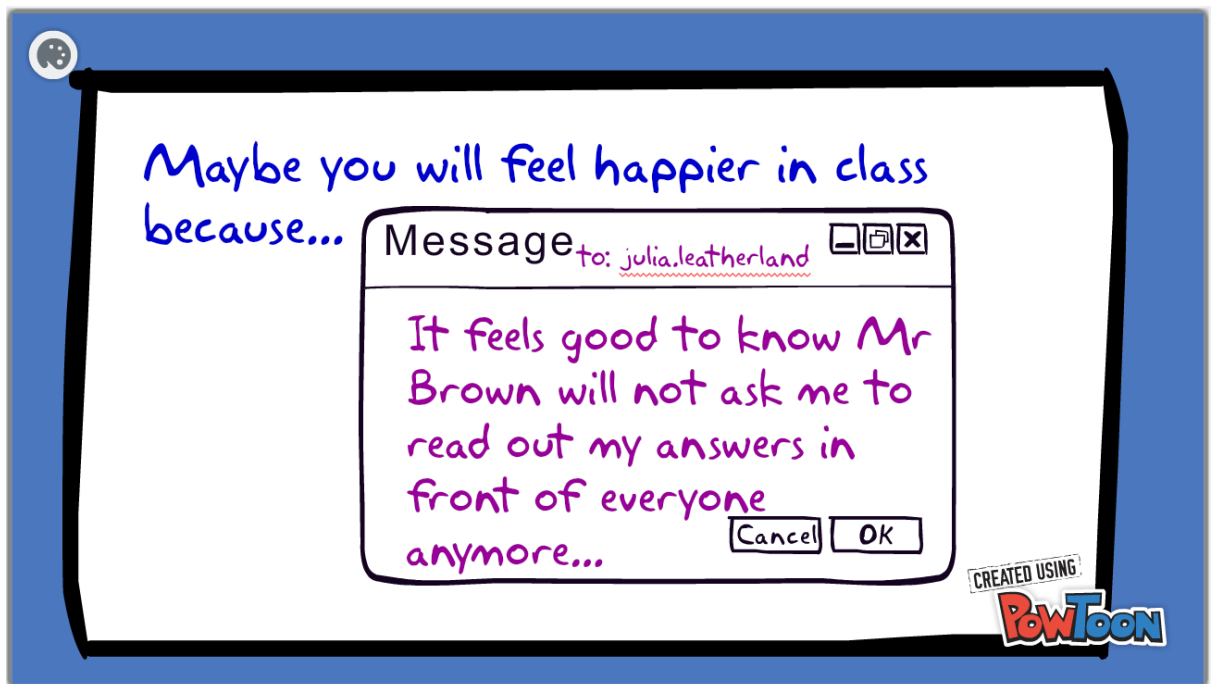 Maybe you will feel happier in class
because...
Message to: julia.leatherland
It feels good to know Mr
Brown will not ask me to
read out my answers in
front of everyone
anymore...
Cancel OK
CREATED USING
POWTOON